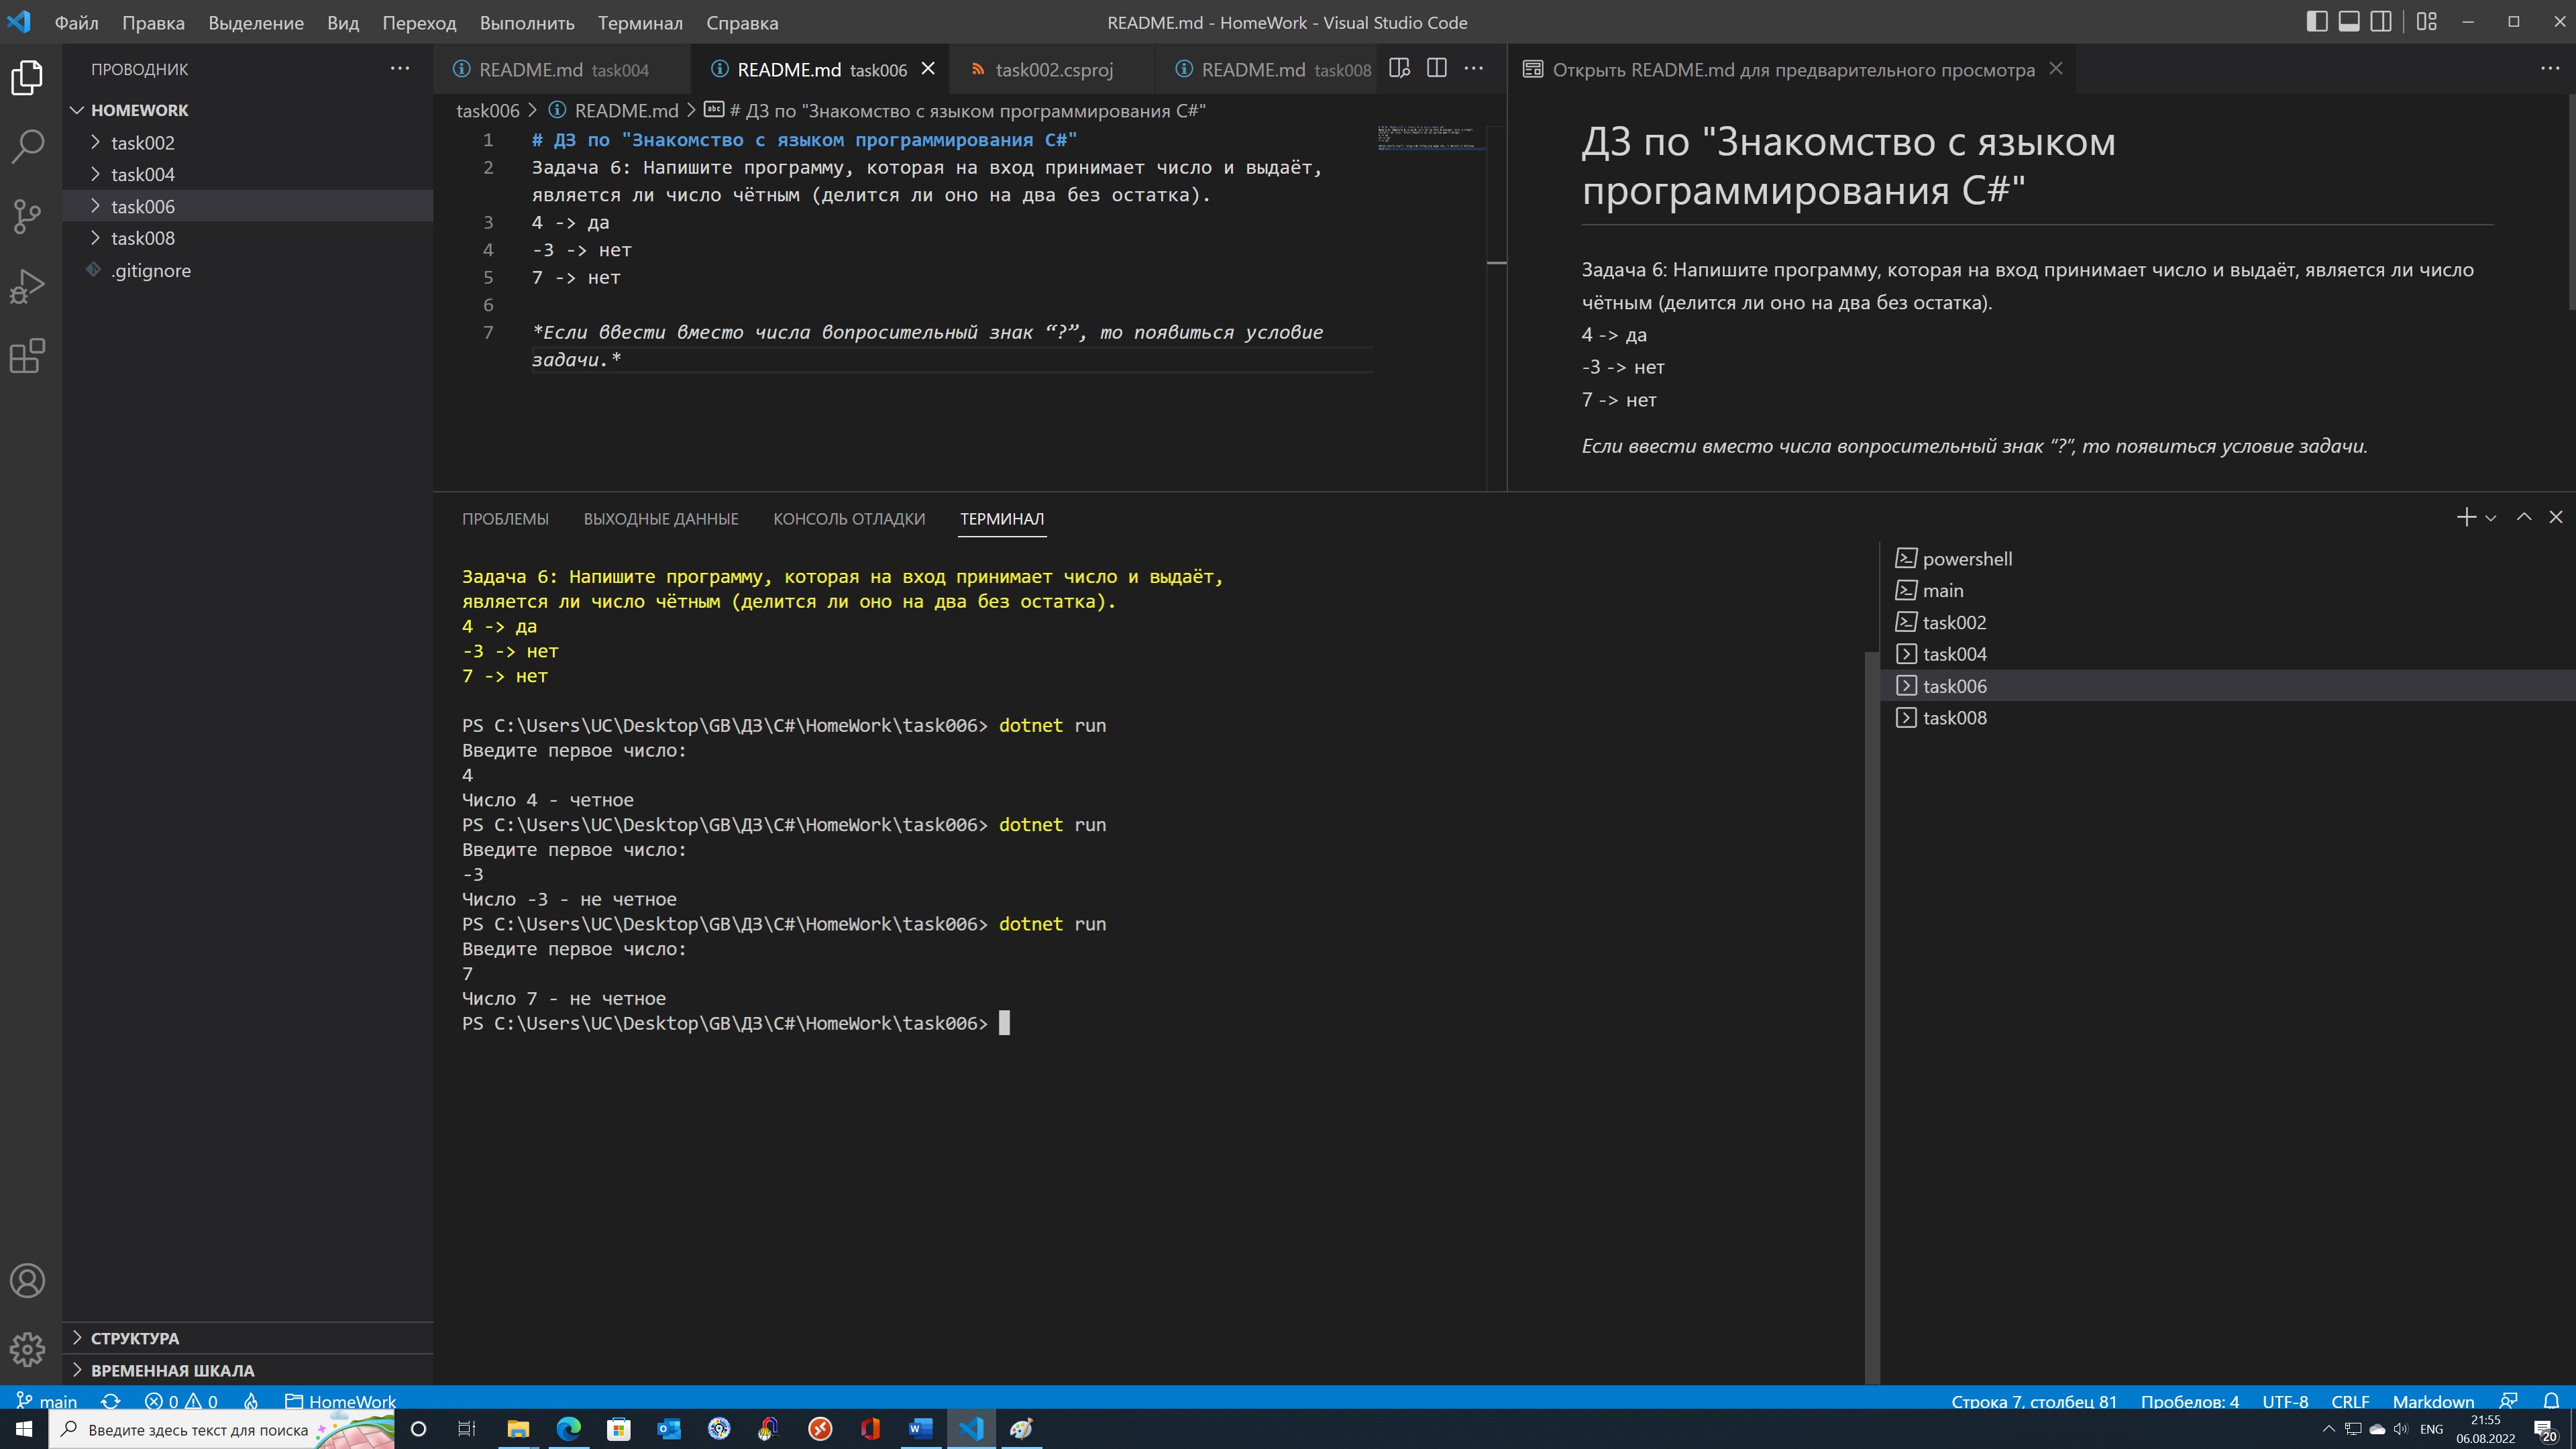 Файл Правка Выделение Вид Переход Выполнить Терминал Справка
README.md - HomeWork - Visual Studio Code
ПРОВОДНИК
HOMEWORK
task002
task004
task006
task008
.gitignore
СТРУКТУРА
ВРЕМЕННАЯ ШКАЛА
README.md task004
README.md task006
task002.csproj
README.md task008
task006 > README.md > # ДЗ по "Знакомство с языком программирования C#"
1 # ДЗ по "Знакомство с языком программирования C#"
2 Задача 6: Напишите программу, которая на вход принимает число и выдаёт,
является ли число чётным (делится ли оно на два без остатка).
3 4 -> да
4 -3 -> нет
5 7 -> нет
6
7 *Если ввести вместо числа вопросительный знак “?”, то появиться условие
задачи.*
Открыть README.md для предварительного просмотра
ДЗ по "Знакомство с языком
программирования C#"
Задача 6: Напишите программу, которая на вход принимает число и выдаёт, является ли число
чётным (делится ли оно на два без остатка).
4 -> да
-3 -> нет
7 -> нет
Если ввести вместо числа вопросительный знак “?”, то появиться условие задачи.
ПРОБЛЕМЫ ВЫХОДНЫЕ ДАННЫЕ КОНСОЛЬ ОТЛАДКИ ТЕРМИНАЛ
Задача 6: Напишите программу, которая на вход принимает число и выдаёт,
является ли число чётным (делится ли оно на два без остатка).
4 -> да
-3 -> нет
7 -> нет
PS C:\Users\UC\Desktop\GB\ДЗ\C#\HomeWork\task006> dotnet run
Введите первое число:
4
Число 4 - четное
PS C:\Users\UC\Desktop\GB\ДЗ\C#\HomeWork\task006> dotnet run
Введите первое число:
-3
Число -3 - не четное
PS C:\Users\UC\Desktop\GB\ДЗ\C#\HomeWork\task006> dotnet run
Введите первое число:
7
Число 7 - не четное
PS C:\Users\UC\Desktop\GB\ДЗ\C#\HomeWork\task006>
powershell
main
task002
task004
task006
task008
main 0 0 HomeWork
Строка 7, столбец 81 Пробелов: 4 UTF-8 CRLF Markdown
Введите здесь текст для поиска
ENG
21:55
06.08.2022
20